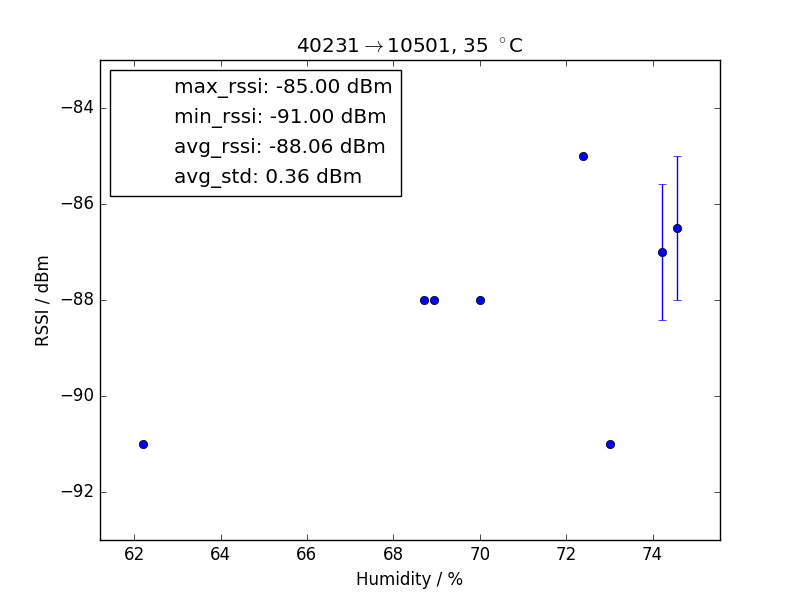 40231→10501, 35 °C
max_rssi: -85.00 dBm
min_rssi: -91.00 dBm
avg_rssi: -88.06 dBm
avg_std: 0.36 dBm
−84
−86
−88
−90
−92
RSSI / dBm
62 64 66 68 70 72 74
Humidity / %